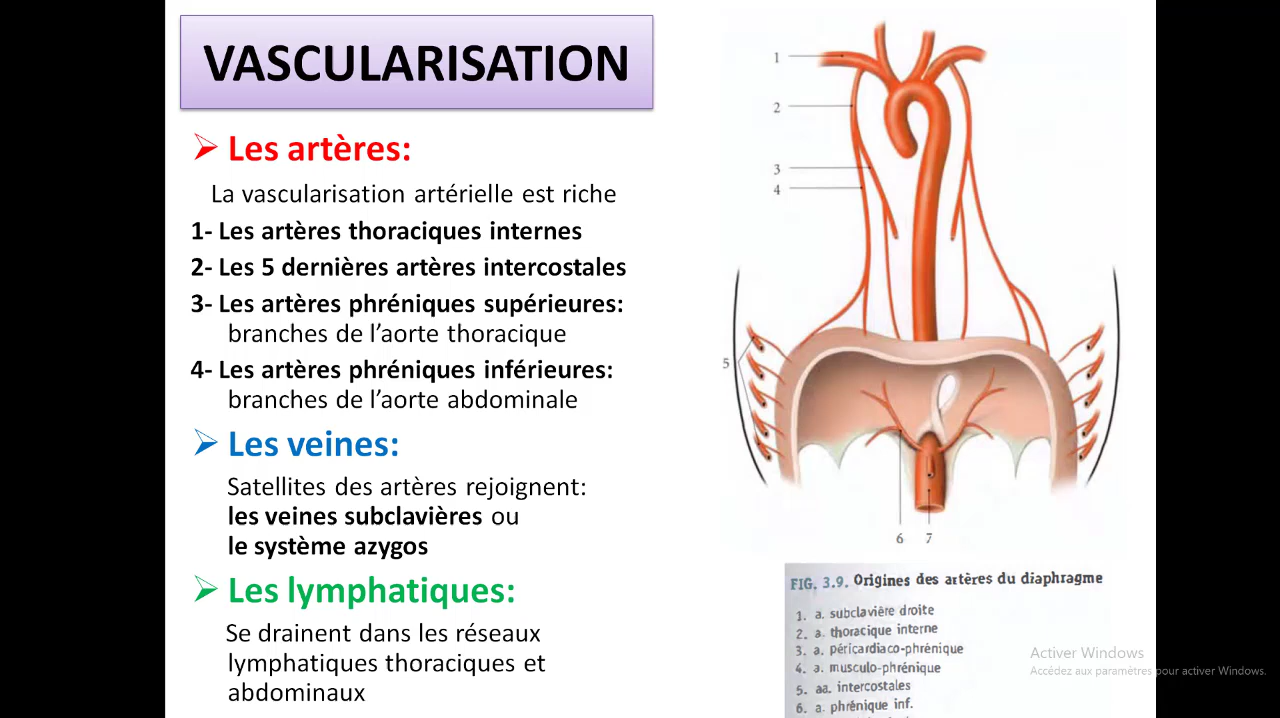 VASCULARISATION
➢ Les artères:
La vascularisation artérielle est riche
1- Les artères thoraciques internes
2- Les 5 dernières artères intercostales
3- Les artères phréniques supérieures:
branches de l’aorte thoracique
4- Les artères phréniques inférieures:
branches de l’aorte abdominale
➢ Les veines:
Satellites des artères rejoignent:
les veines subclavières ou
le système azygos
➢ Les lymphatiques:
Se drainent dans les réseaux
lymphatiques thoraciques et
abdominaux
1
2
3
4
5
6 7
FIG. 3.9. Origines des artères du diaphragme
1. a. subclavière droite
2. a. thoracique interne
3. a. péricardiaco-phrénique
4. a. musculo-phrénique
5. aa. intercostales
6. a. phrénique inf.
Activer Windows
Accédez aux paramètres pour activer Windows.